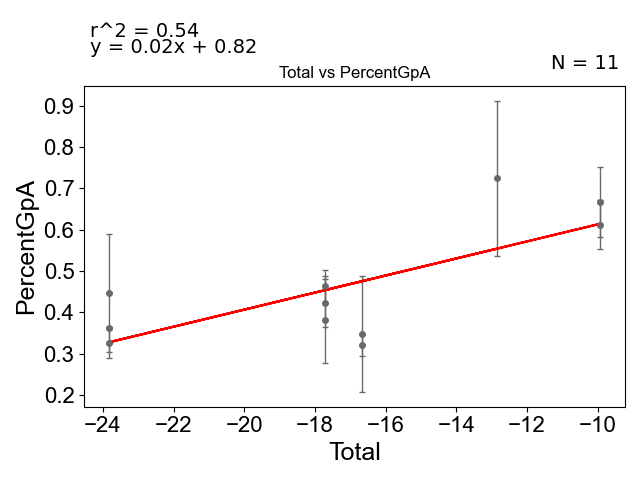 r^2 = 0.54
y = 0.02x + 0.82
N = 11
Total vs PercentGpA
0.9
0.8
0.7
0.6
0.5
0.4
0.3
0.2
PercentGpA
−24 −22 −20 −18 −16 −14 −12 −10
Total